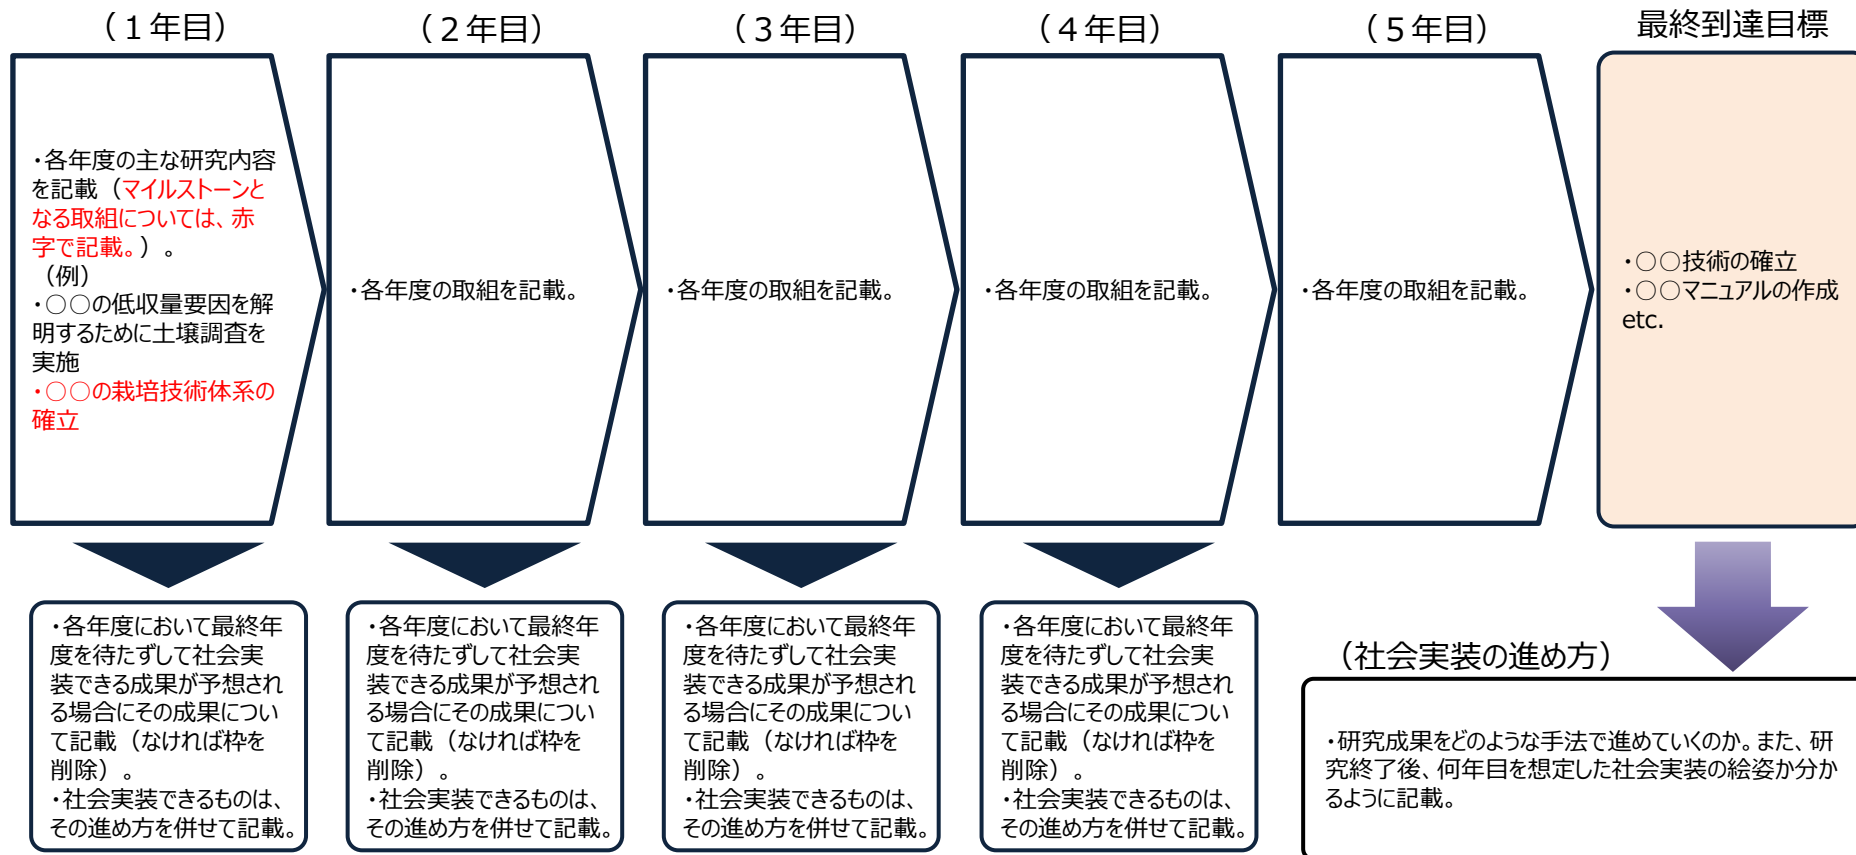 （１年目）
（２年目）
（３年目）
（４年目）
（５年目）
最終到達目標
・各年度の主な研究内容
を記載（マイルストーンと
なる取組については、赤
字で記載。）。
（例）
・○○の低収量要因を解
明するために土壌調査を
実施
・○○の栽培技術体系の
確立
・各年度の取組を記載。
・各年度の取組を記載。
・各年度の取組を記載。
・各年度の取組を記載。
・○○技術の確立
・○○マニュアルの作成
etc.
・各年度において最終年
度を待たずして社会実
装できる成果が予想され
る場合にその成果につい
て記載（なければ枠を
削除）。
・社会実装できるものは、
その進め方を併せて記載。
・各年度において最終年
度を待たずして社会実
装できる成果が予想され
る場合にその成果につい
て記載（なければ枠を
削除）。
・社会実装できるものは、
その進め方を併せて記載。
・各年度において最終年
度を待たずして社会実
装できる成果が予想され
る場合にその成果につい
て記載（なければ枠を
削除）。
・社会実装できるものは、
その進め方を併せて記載。
・各年度において最終年
度を待たずして社会実
装できる成果が予想され
る場合にその成果につい
て記載（なければ枠を
削除）。
・社会実装できるものは、
その進め方を併せて記載。
（社会実装の進め方）
・研究成果をどのような手法で進めていくのか。また、研
究終了後、何年目を想定した社会実装の絵姿か分か
るように記載。